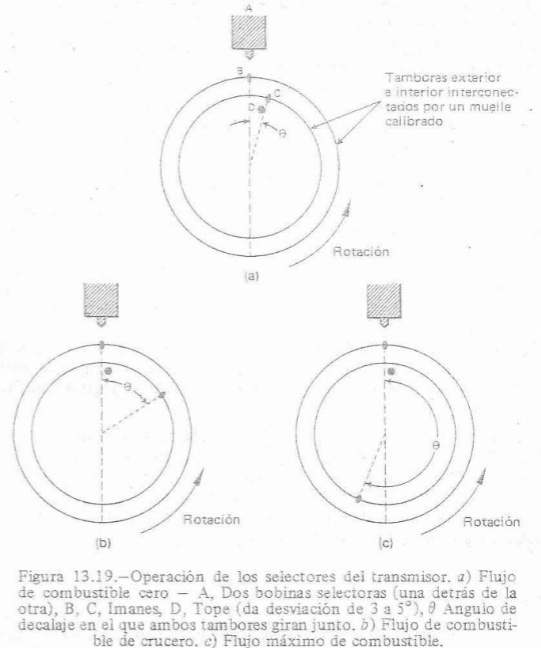 A
B
C
D
θ
Tambores exterior
e interior interconec-
tados por un muelle
calibrado
Rotación
(a)
θ
Rotación
(b)
θ
Rotación
(c)
Figura 13.19.—Operación de los selectores del transmisor. a) Flujo
de combustible cero — A, Dos bobinas selectoras (una detrás de la
otra), B, C, Imanes, D, Tope (da desviación de 3 a 5°), θ Angulo de
decalaje en el que ambos tambores giran junto. b) Flujo de combusti-
ble de crucero. c) Flujo máximo de combustible.